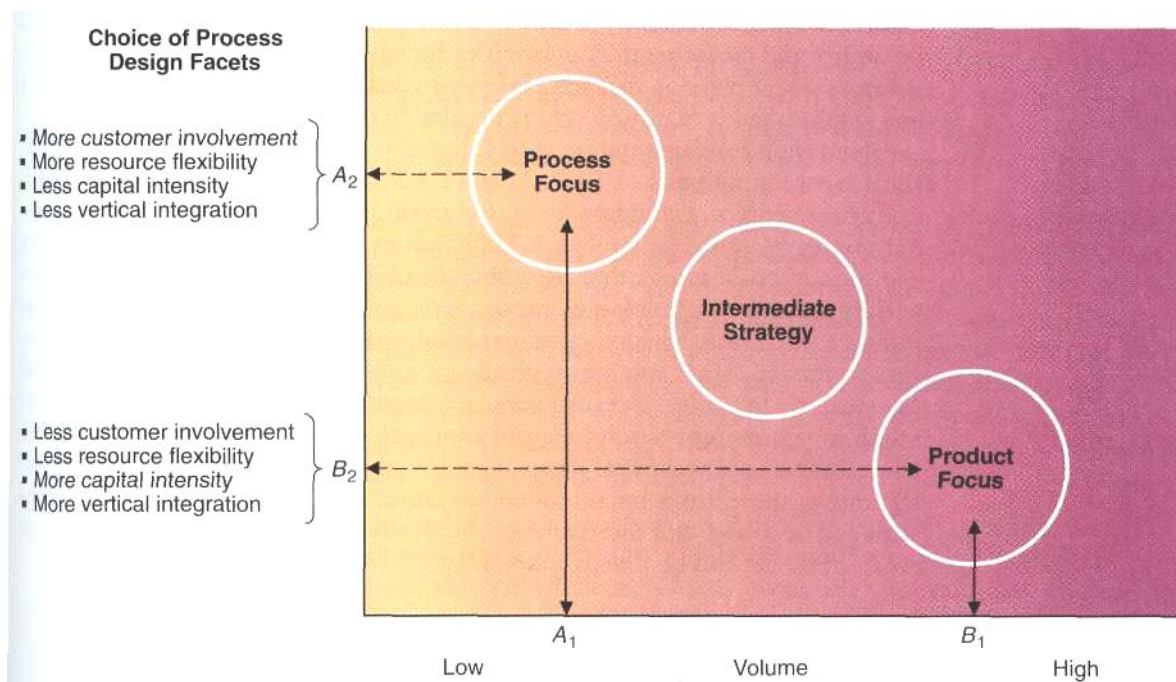 Choice of Process
Design Facets
▪ More customer involvement
▪ More resource flexibility
▪ Less capital intensity
▪ Less vertical integration
A₂
Process
Focus
Intermediate
Strategy
▪ Less customer involvement
▪ Less resource flexibility
▪ More capital intensity
▪ More vertical integration
B₂
Product
Focus
A₁
B₁
Low
Volume
High